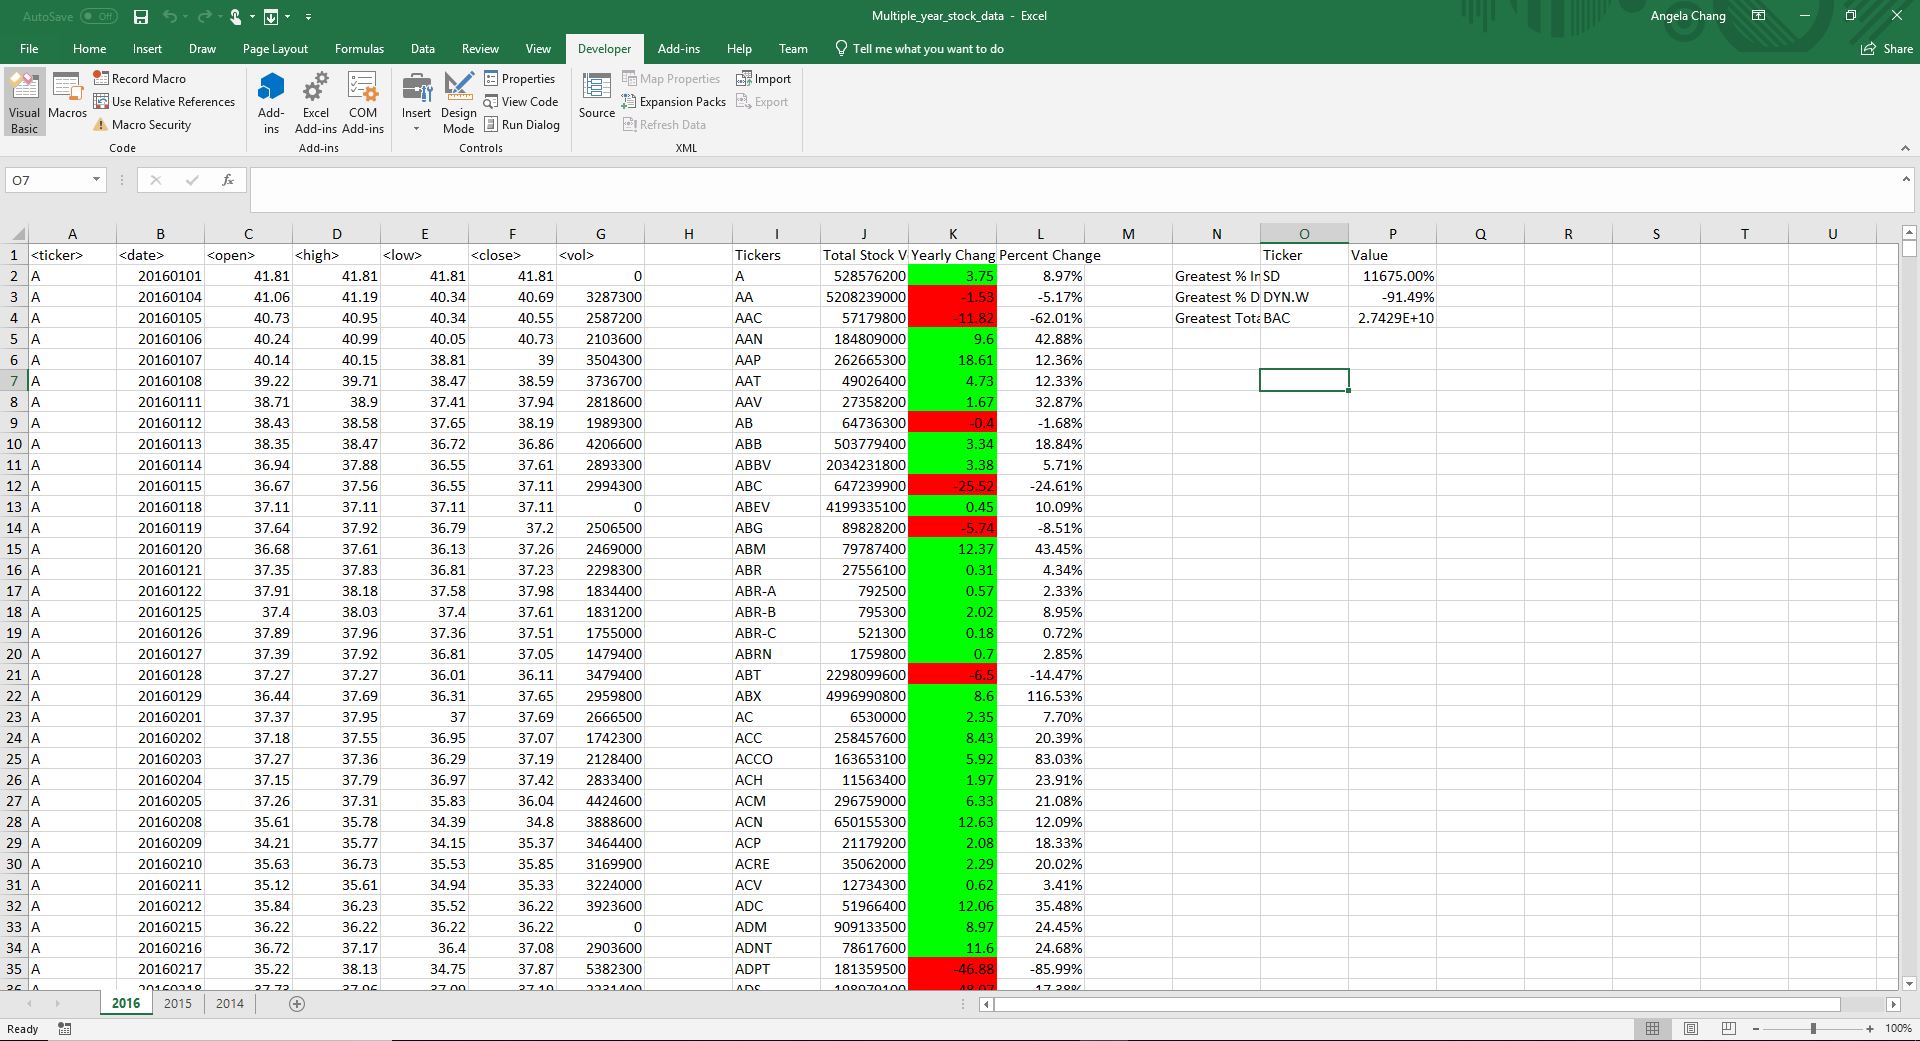 AutoSave Off
Multiple_year_stock_data - Excel
Angela Chang
File Home Insert Draw Page Layout Formulas Data Review View Developer Add-ins Help Team Tell me what you want to do Share
Visual Basic
Macros
Record Macro
Use Relative References
Macro Security
Code
Add-ins
Excel Add-ins
COM Add-ins
Add-ins
Insert
Design Mode
Properties
View Code
Run Dialog
Controls
Source
Map Properties
Expansion Packs
Refresh Data
Import
Export
XML
O7
fx
A B C D E F G H I J K L M N O P Q R S T U
1 <ticker> <date> <open> <high> <low> <close> <vol> Tickers Total Stock V Yearly Chang Percent Change Ticker Value
2 A 20160101 41.81 41.81 41.81 41.81 0 A 528576200 3.75 8.97% Greatest % In SD 11675.00%
3 A 20160104 41.06 41.19 40.34 40.69 3287300 AA 5208239000 -1.53 -5.17% Greatest % D DYN.W -91.49%
4 A 20160105 40.73 40.95 40.34 40.55 2587200 AAC 57179800 -11.82 -62.01% Greatest Tota BAC 2.7429E+10
5 A 20160106 40.24 40.99 40.05 40.73 2103600 AAN 184809000 9.6 42.88%
6 A 20160107 40.14 40.15 38.81 39 3504300 AAP 262665300 18.61 12.36%
7 A 20160108 39.22 39.71 38.47 38.59 3736700 AAT 49026400 4.73 12.33%
8 A 20160111 38.71 38.9 37.41 37.94 2818600 AAV 27358200 1.67 32.87%
9 A 20160112 38.43 38.58 37.65 38.19 1989300 AB 64736300 -0.4 -1.68%
10 A 20160113 38.35 38.47 36.72 36.86 4206600 ABB 503779400 3.34 18.84%
11 A 20160114 36.94 37.88 36.55 37.61 2893300 ABBV 2034231800 3.38 5.71%
12 A 20160115 36.67 37.56 36.55 37.11 2994300 ABC 647239900 -25.52 -24.61%
13 A 20160118 37.11 37.11 37.11 37.11 0 ABEV 4199335100 0.45 10.09%
14 A 20160119 37.64 37.92 36.79 37.2 2506500 ABG 89828200 -5.74 -8.51%
15 A 20160120 36.68 37.61 36.13 37.26 2469000 ABM 79787400 12.37 43.45%
16 A 20160121 37.35 37.83 36.81 37.23 2298300 ABR 27556100 0.31 4.34%
17 A 20160122 37.91 38.18 37.58 37.98 1834400 ABR-A 792500 0.57 2.33%
18 A 20160125 37.4 38.03 37.4 37.61 1831200 ABR-B 795300 2.02 8.95%
19 A 20160126 37.89 37.96 37.36 37.51 1755000 ABR-C 521300 0.18 0.72%
20 A 20160127 37.39 37.92 36.81 37.05 1479400 ABRN 1759800 0.7 2.85%
21 A 20160128 37.27 37.27 36.01 36.11 3479400 ABT 2298099600 -6.5 -14.47%
22 A 20160129 36.44 37.69 36.31 37.65 2959800 ABX 4996990800 8.6 116.53%
23 A 20160201 37.37 37.95 37 37.69 2666500 AC 6530000 2.35 7.70%
24 A 20160202 37.18 37.55 36.95 37.07 1742300 ACC 258457600 8.43 20.39%
25 A 20160203 37.27 37.36 36.29 37.19 2128400 ACCO 163653100 5.92 83.03%
26 A 20160204 37.15 37.79 36.97 37.42 2833400 ACH 11563400 1.97 23.91%
27 A 20160205 37.26 37.31 35.83 36.04 4424600 ACM 296759000 6.33 21.08%
28 A 20160208 35.61 35.78 34.39 34.8 3888600 ACN 650155300 12.63 12.09%
29 A 20160209 34.21 35.77 34.15 35.37 3464400 ACP 21179200 2.08 18.33%
30 A 20160210 35.63 36.73 35.53 35.85 3169900 ACRE 35062000 2.29 20.02%
31 A 20160211 35.12 35.61 34.94 35.33 3224000 ACV 12734300 0.62 3.41%
32 A 20160212 35.84 36.23 35.52 36.22 3923600 ADC 51966400 12.06 35.48%
33 A 20160215 36.22 36.22 36.22 36.22 0 ADM 909133500 8.97 24.45%
34 A 20160216 36.72 37.17 36.4 37.08 2903600 ADNT 78617600 11.6 24.68%
35 A 20160217 35.22 38.13 34.75 37.87 5382300 ADPT 181359500 -46.88 -85.99%
2016 2015 2014
Ready
100%